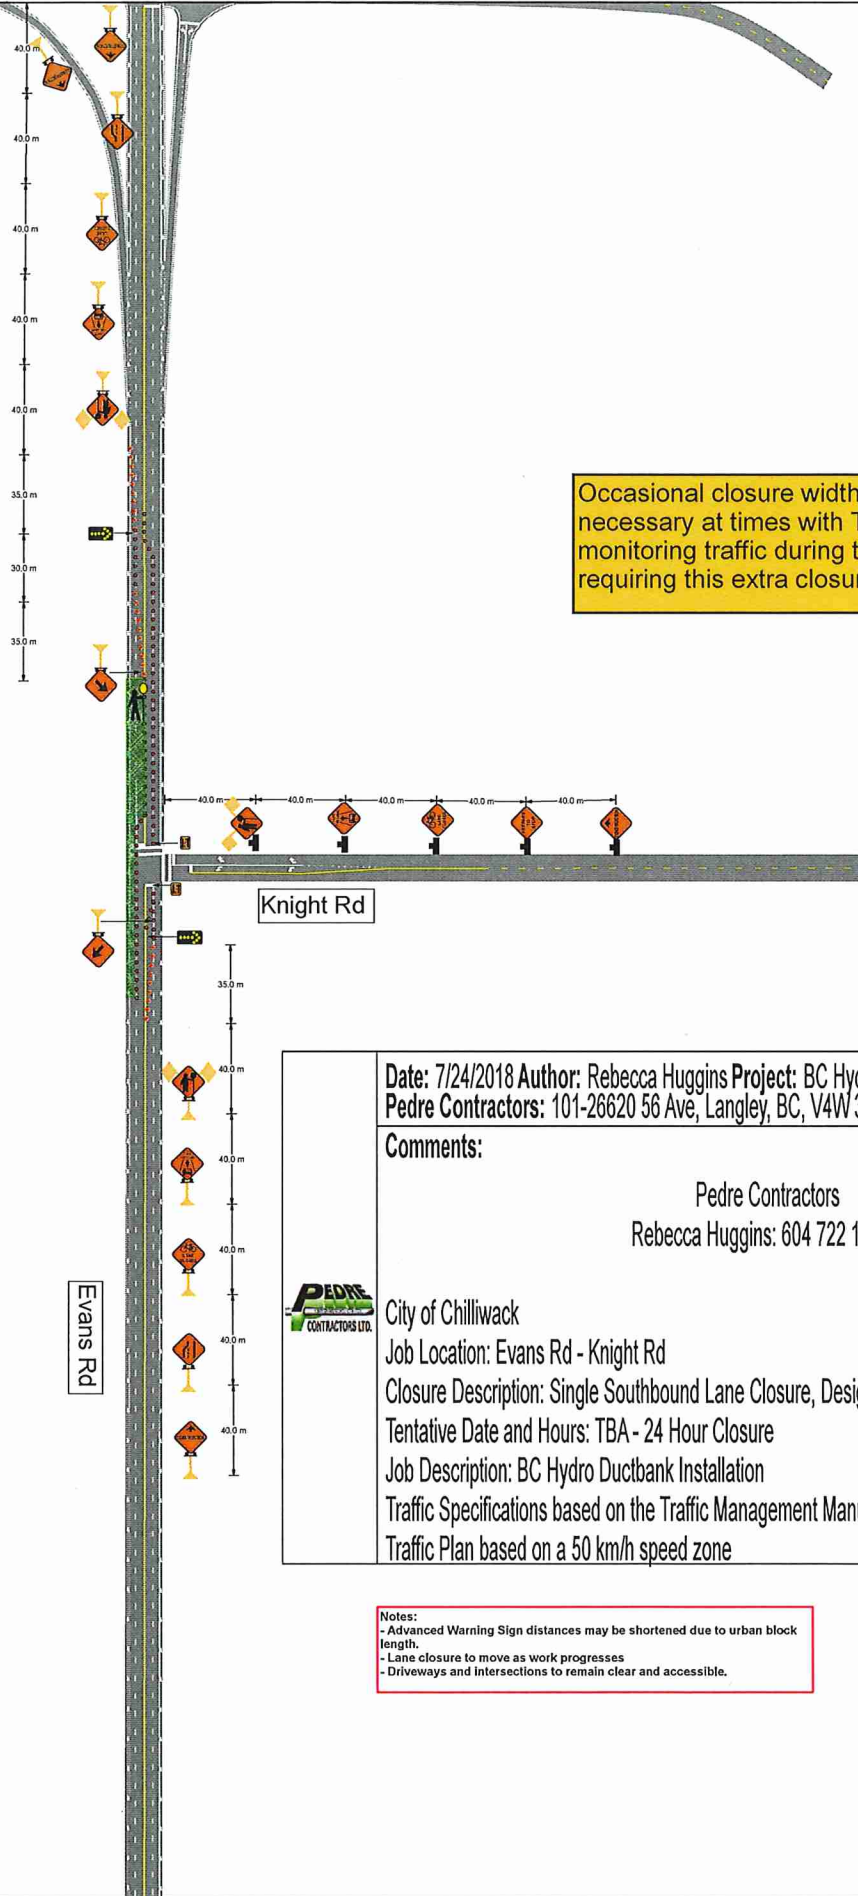 40.0 m
40.0 m
40.0 m
40.0 m
40.0 m
35.0 m
30.0 m
35.0 m
Occasional closure width
necessary at times with T
monitoring traffic during t
requiring this extra closur
40.0 m
40.0 m
40.0 m
40.0 m
40.0 m
Knight Rd
35.0 m
40.0 m
40.0 m
40.0 m
40.0 m
40.0 m
Evans Rd
Date: 7/24/2018 Author: Rebecca Huggins Project: BC Hyd
Pedre Contractors: 101-26620 56 Ave, Langley, BC, V4W 3
Comments:
Pedre Contractors
Rebecca Huggins: 604 722 1
PEDRE
CONTRACTORS LTD.
City of Chilliwack
Job Location: Evans Rd - Knight Rd
Closure Description: Single Southbound Lane Closure, Desig
Tentative Date and Hours: TBA - 24 Hour Closure
Job Description: BC Hydro Ductbank Installation
Traffic Specifications based on the Traffic Management Manu
Traffic Plan based on a 50 km/h speed zone
Notes:
- Advanced Warning Sign distances may be shortened due to urban block
length.
- Lane closure to move as work progresses
- Driveways and intersections to remain clear and accessible.